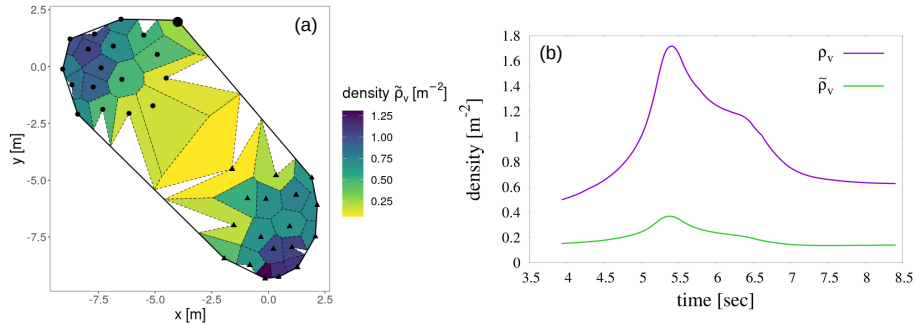 (a)
2.5
0.0
-2.5
-5.0
-7.5
y [m]
-7.5
-5.0
-2.5
0.0
2.5
x [m]
density ρ̃ᵥ [m⁻²]
1.25
1.00
0.75
0.50
0.25
(b)
ρᵥ
ρ̃ᵥ
1.8
1.6
1.4
1.2
1
0.8
0.6
0.4
0.2
0
density [m⁻²]
3.5 4 4.5 5 5.5 6 6.5 7 7.5 8 8.5
time [sec]